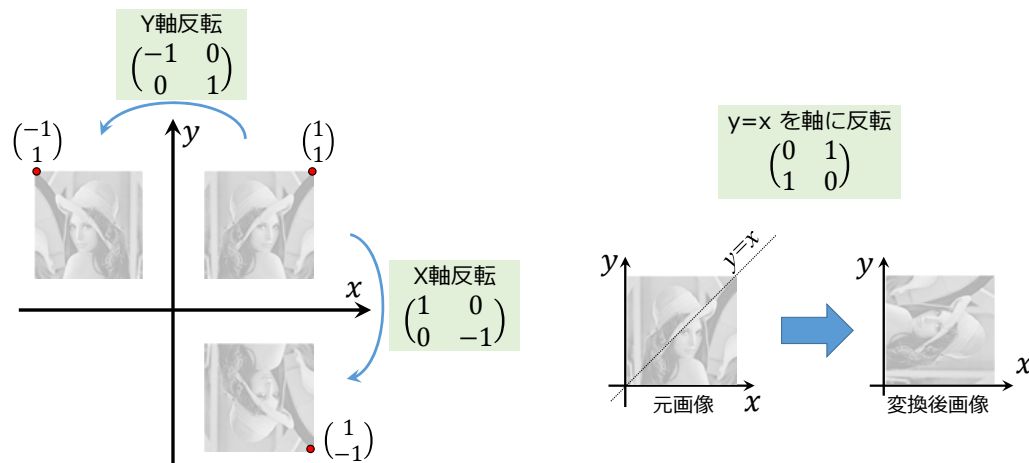 Y軸反転
(-1 0
0 1)
(-1
1)
y
(1
1)
x
X軸反転
(1 0
0 -1)
(1
-1)
y=x を軸に反転
(0 1
1 0)
y
y=x
x
元画像
y
x
変換後画像